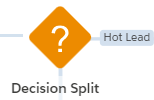 ?
Hot Lead
Decision Split